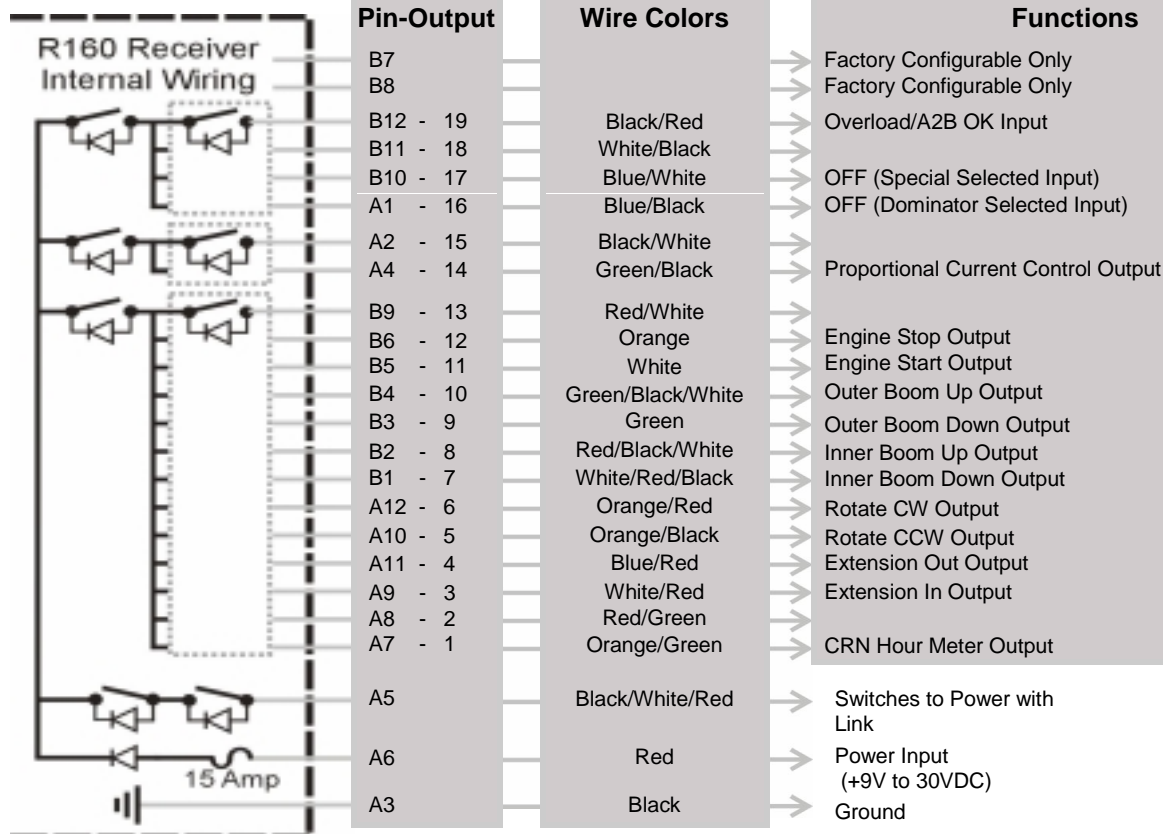 Pin-Output Wire Colors Functions
R160 Receiver
Internal Wiring
B7 Factory Configurable Only
B8 Factory Configurable Only
B12 - 19 Black/Red Overload/A2B OK Input
B11 - 18 White/Black
B10 - 17 Blue/White OFF (Special Selected Input)
A1 - 16 Blue/Black OFF (Dominator Selected Input)
A2 - 15 Black/White
A4 - 14 Green/Black Proportional Current Control Output
B9 - 13 Red/White
B6 - 12 Orange Engine Stop Output
B5 - 11 White Engine Start Output
B4 - 10 Green/Black/White Outer Boom Up Output
B3 - 9 Green Outer Boom Down Output
B2 - 8 Red/Black/White Inner Boom Up Output
B1 - 7 White/Red/Black Inner Boom Down Output
A12 - 6 Orange/Red Rotate CW Output
A10 - 5 Orange/Black Rotate CCW Output
A11 - 4 Blue/Red Extension Out Output
A9 - 3 White/Red Extension In Output
A8 - 2 Red/Green
A7 - 1 Orange/Green CRN Hour Meter Output
A5 Black/White/Red Switches to Power with
Link
A6 Red Power Input
15 Amp (+9V to 30VDC)
A3 Black Ground